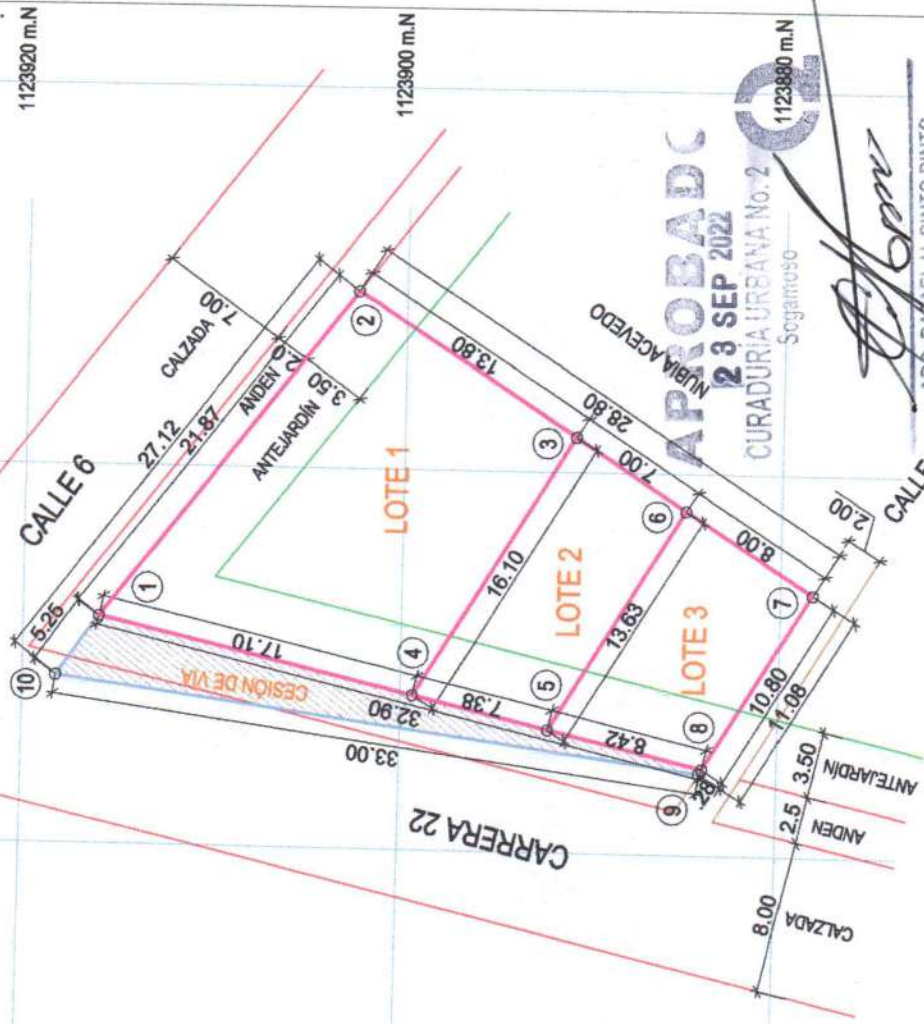 1123920 m.N
1123900 m.N
1123880 m.N
CALLE 6
CALZADA
7.00
27.12
21.87
5.25
ANDEN
2.0
ANTEJARDÍN
3.50
10
1
2
LOTE 1
13.80
17.10
CESIÓN DE VIA
33.00
32.90
4
3
16.10
NUBIA ACEVEDO
28.80
7.00
LOTE 2
7.38
5
6
13.63
LOTE 3
8.00
8.42
8
9
7
.28
10.80
11.08
2.00
CARRERA 22
8.00
2.5
3.50
CALZADA
ANDEN
ANTEJARDÍN
APROBADO
23 SEP 2022
CURADURÍA URBANA No. 2
Sogamoso